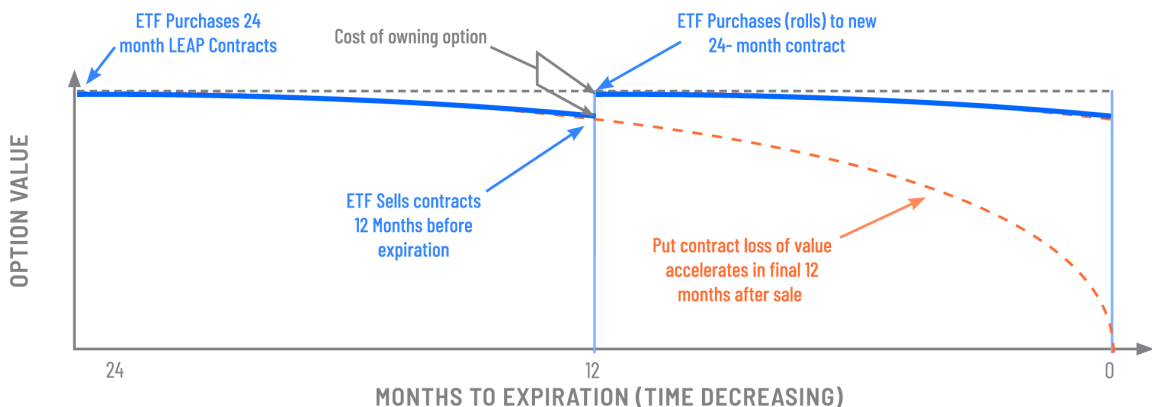 ETF Purchases 24
month LEAP Contracts
Cost of owning option
ETF Purchases (rolls) to new
24- month contract
OPTION VALUE
ETF Sells contracts
12 Months before
expiration
Put contract loss of value
accelerates in final 12
months after sale
24
12
0
MONTHS TO EXPIRATION (TIME DECREASING)